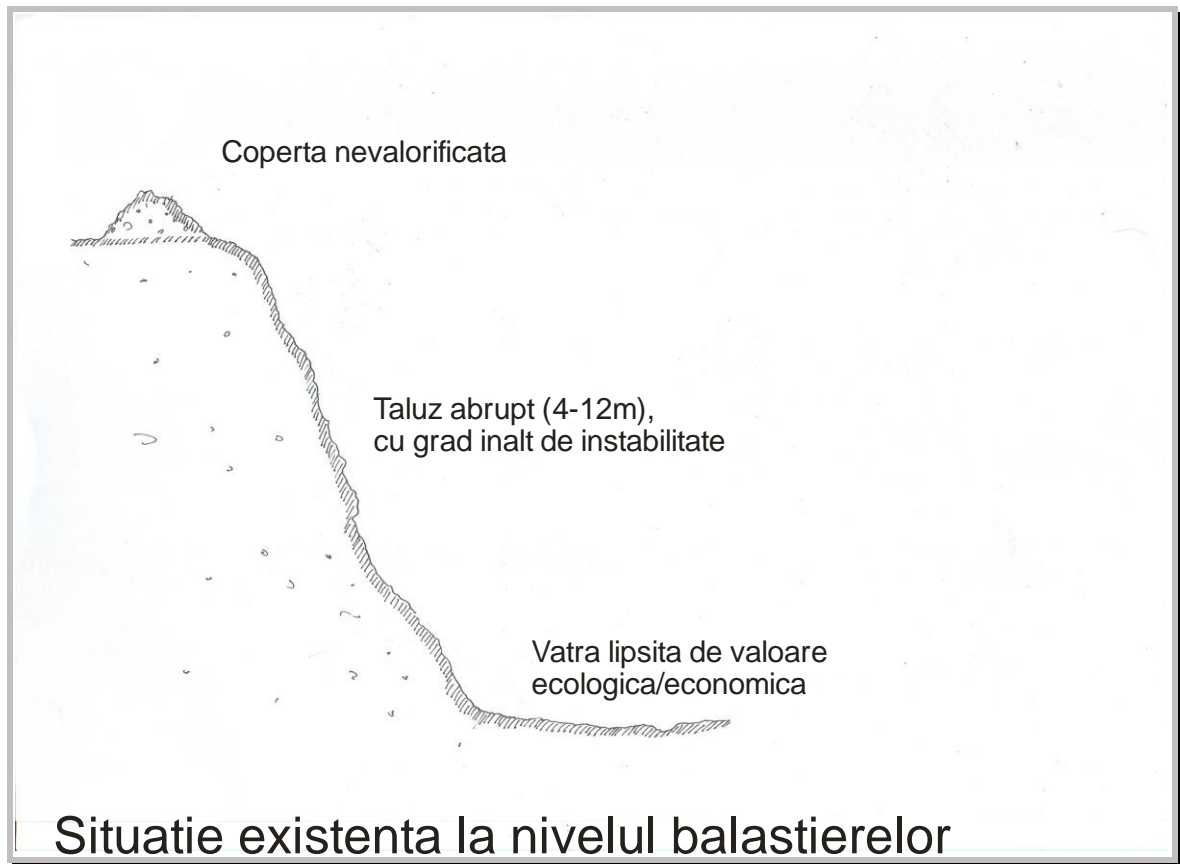 Coperta nevalorificata
Taluz abrupt (4-12m),
cu grad inalt de instabilitate
Vatra lipsita de valoare
ecologica/economica
Situatie existenta la nivelul balastierelor